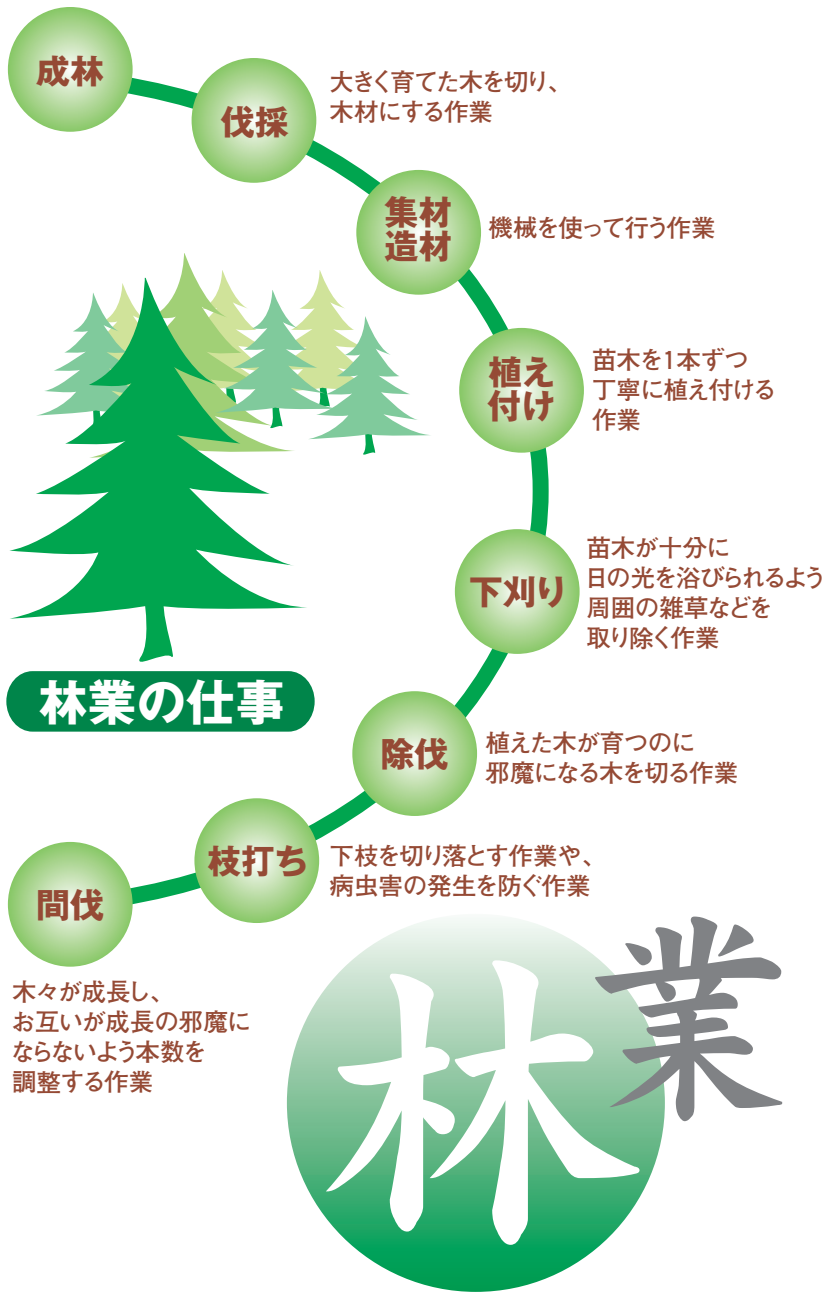 成林
伐採
大きく育てた木を切り、
木材にする作業
集材
造材
機械を使って行う作業
植え
付け
苗木を1本ずつ
丁寧に植え付ける
作業
下刈り
苗木が十分に
日の光を浴びられるよう
周囲の雑草などを
取り除く作業
林業の仕事
除伐
植えた木が育つのに
邪魔になる木を切る作業
枝打ち
下枝を切り落とす作業や、
病虫害の発生を防ぐ作業
間伐
木々が成長し、
お互いが成長の邪魔に
ならないよう本数を
調整する作業
林業